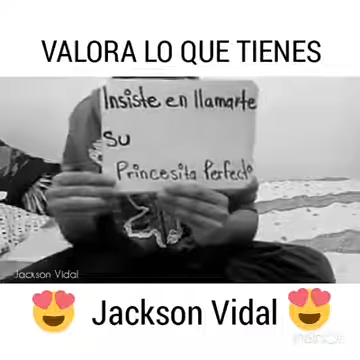 VALORA LO QUE TIENES
Insiste en llamarte
su
Princesita Perfecta
Jackson Vidal
Jackson Vidal